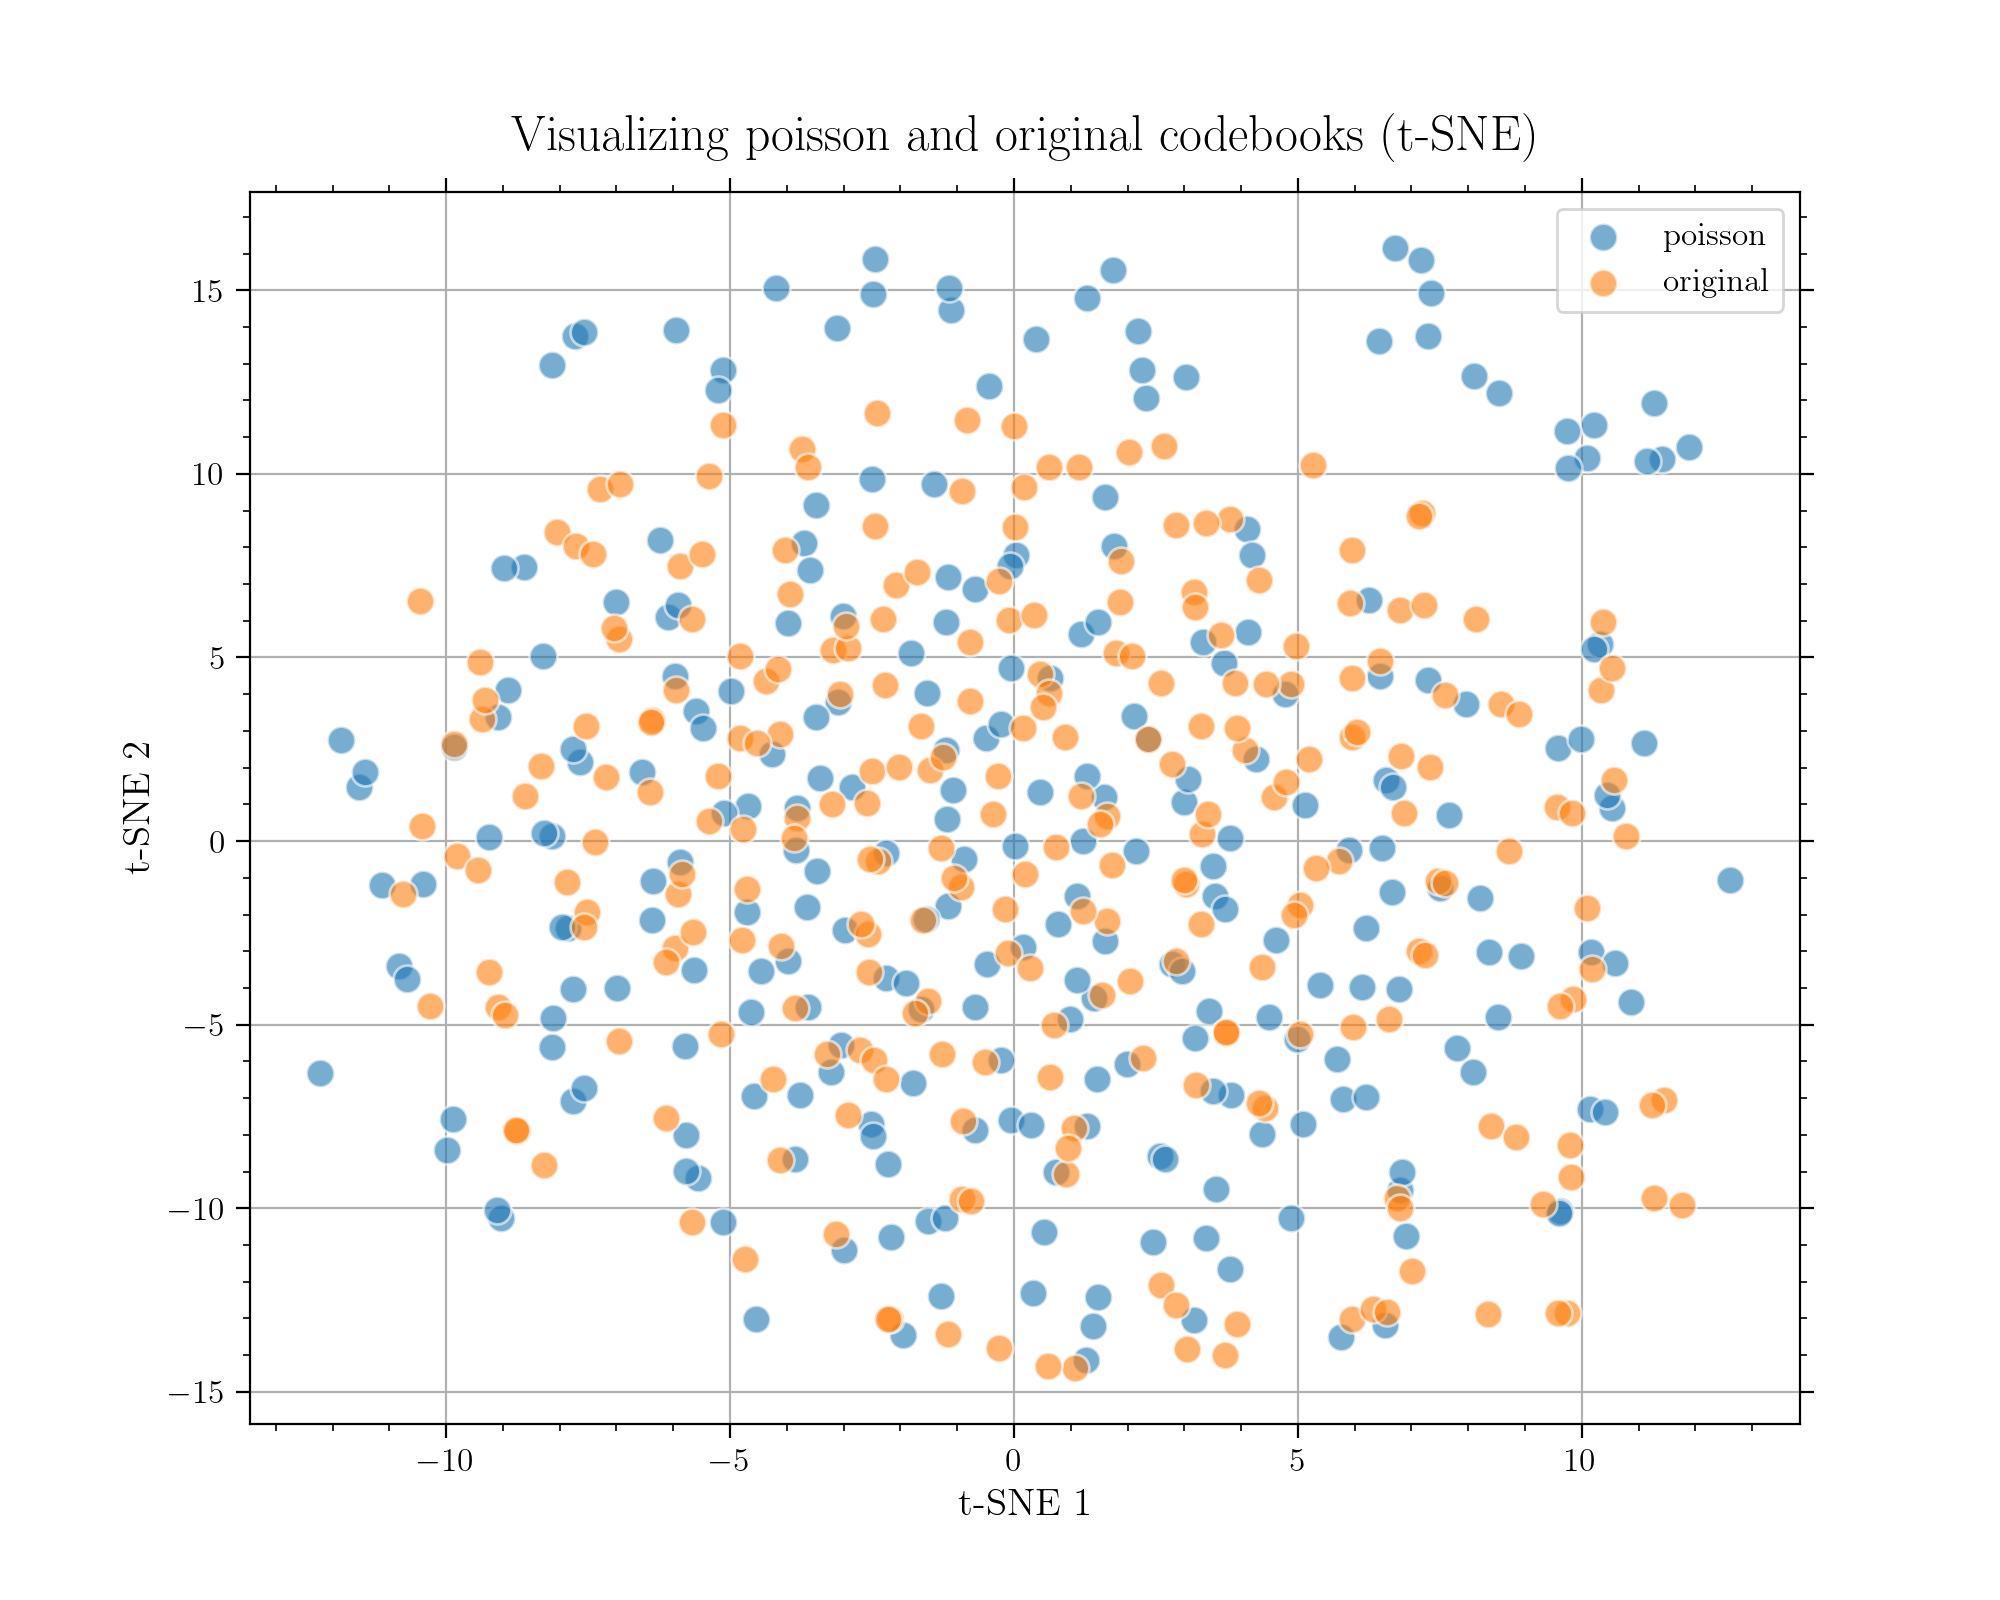 Visualizing poisson and original codebooks (t-SNE)
poisson
original
t-SNE 2
15
10
5
0
−5
−10
−15
−10 −5 0 5 10
t-SNE 1